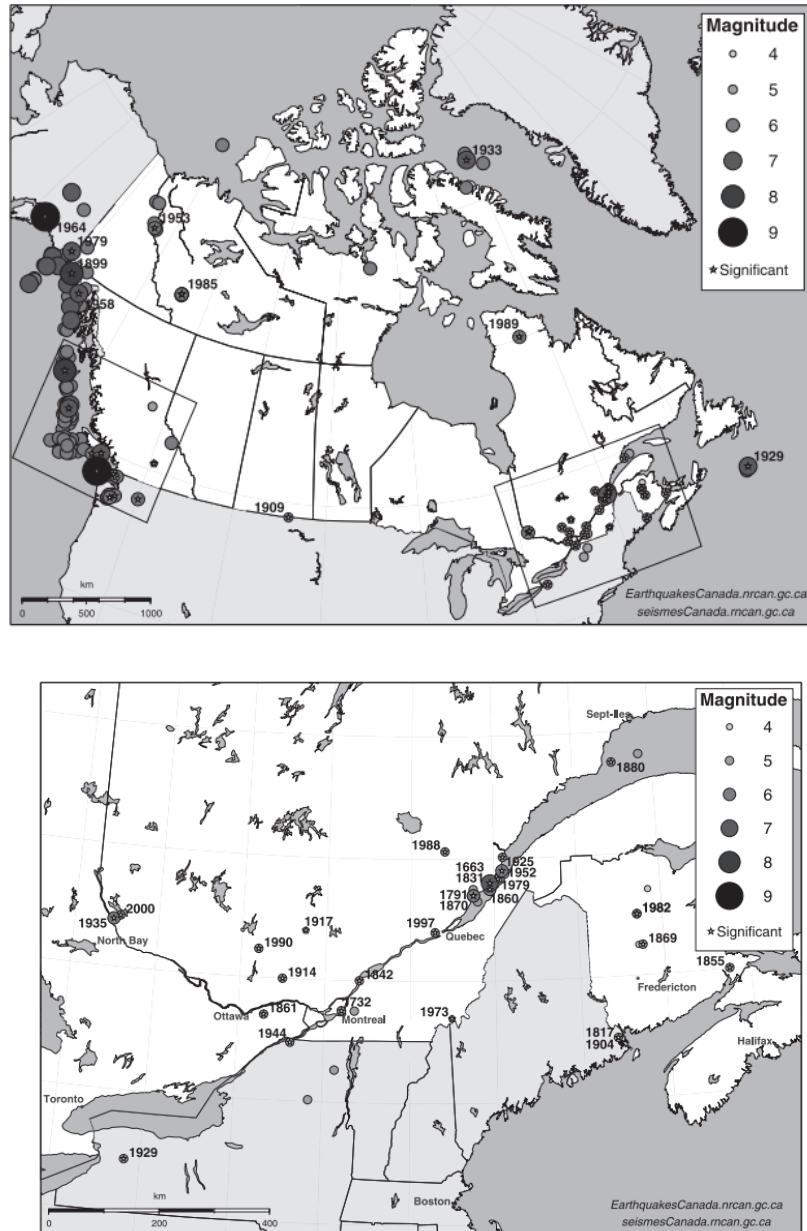 Magnitude
4
5
6
7
8
9
Significant
1933
1953
1964
1979
1899
1958
1985
1989
1929
1909
km
0 500 1000
EarthquakesCanada.nrcan.gc.ca
seismesCanada.rncan.gc.ca
Magnitude
4
5
6
7
8
9
Significant
Sept-Iles
1880
1988
1925
1663
1952
1831
1979
1791
1860
1870
1982
2000
1935
North Bay
1917
1997
Quebec
1990
1869
1914
1842
1855
Fredericton
1861
Ottawa
1732
Montreal
1973
1817
1904
Halifax
1944
Toronto
1929
Boston
km
0 200 400
EarthquakesCanada.nrcan.gc.ca
seismesCanada.rncan.gc.ca